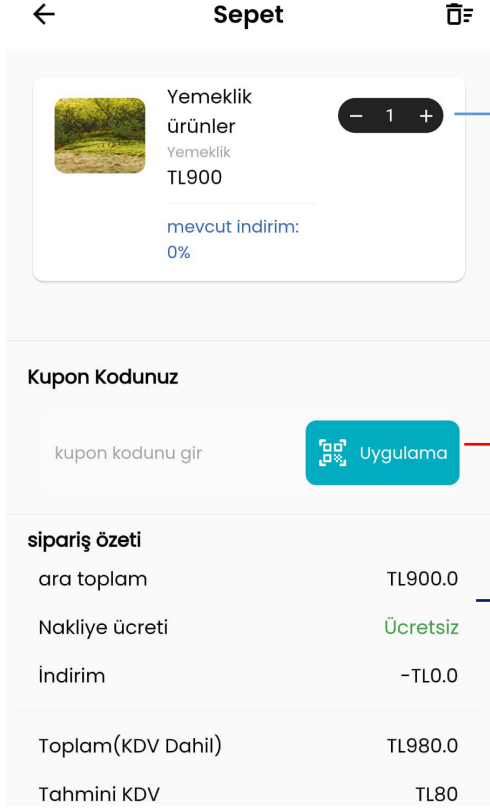 Sepet
Yemeklik
ürünler
Yemeklik
TL900
− 1 +
mevcut indirim:
0%
Kupon Kodunuz
kupon kodunu gir
Uygulama
sipariş özeti
ara toplam TL900.0
Nakliye ücreti Ücretsiz
İndirim -TL0.0
Toplam(KDV Dahil) TL980.0
Tahmini KDV TL80